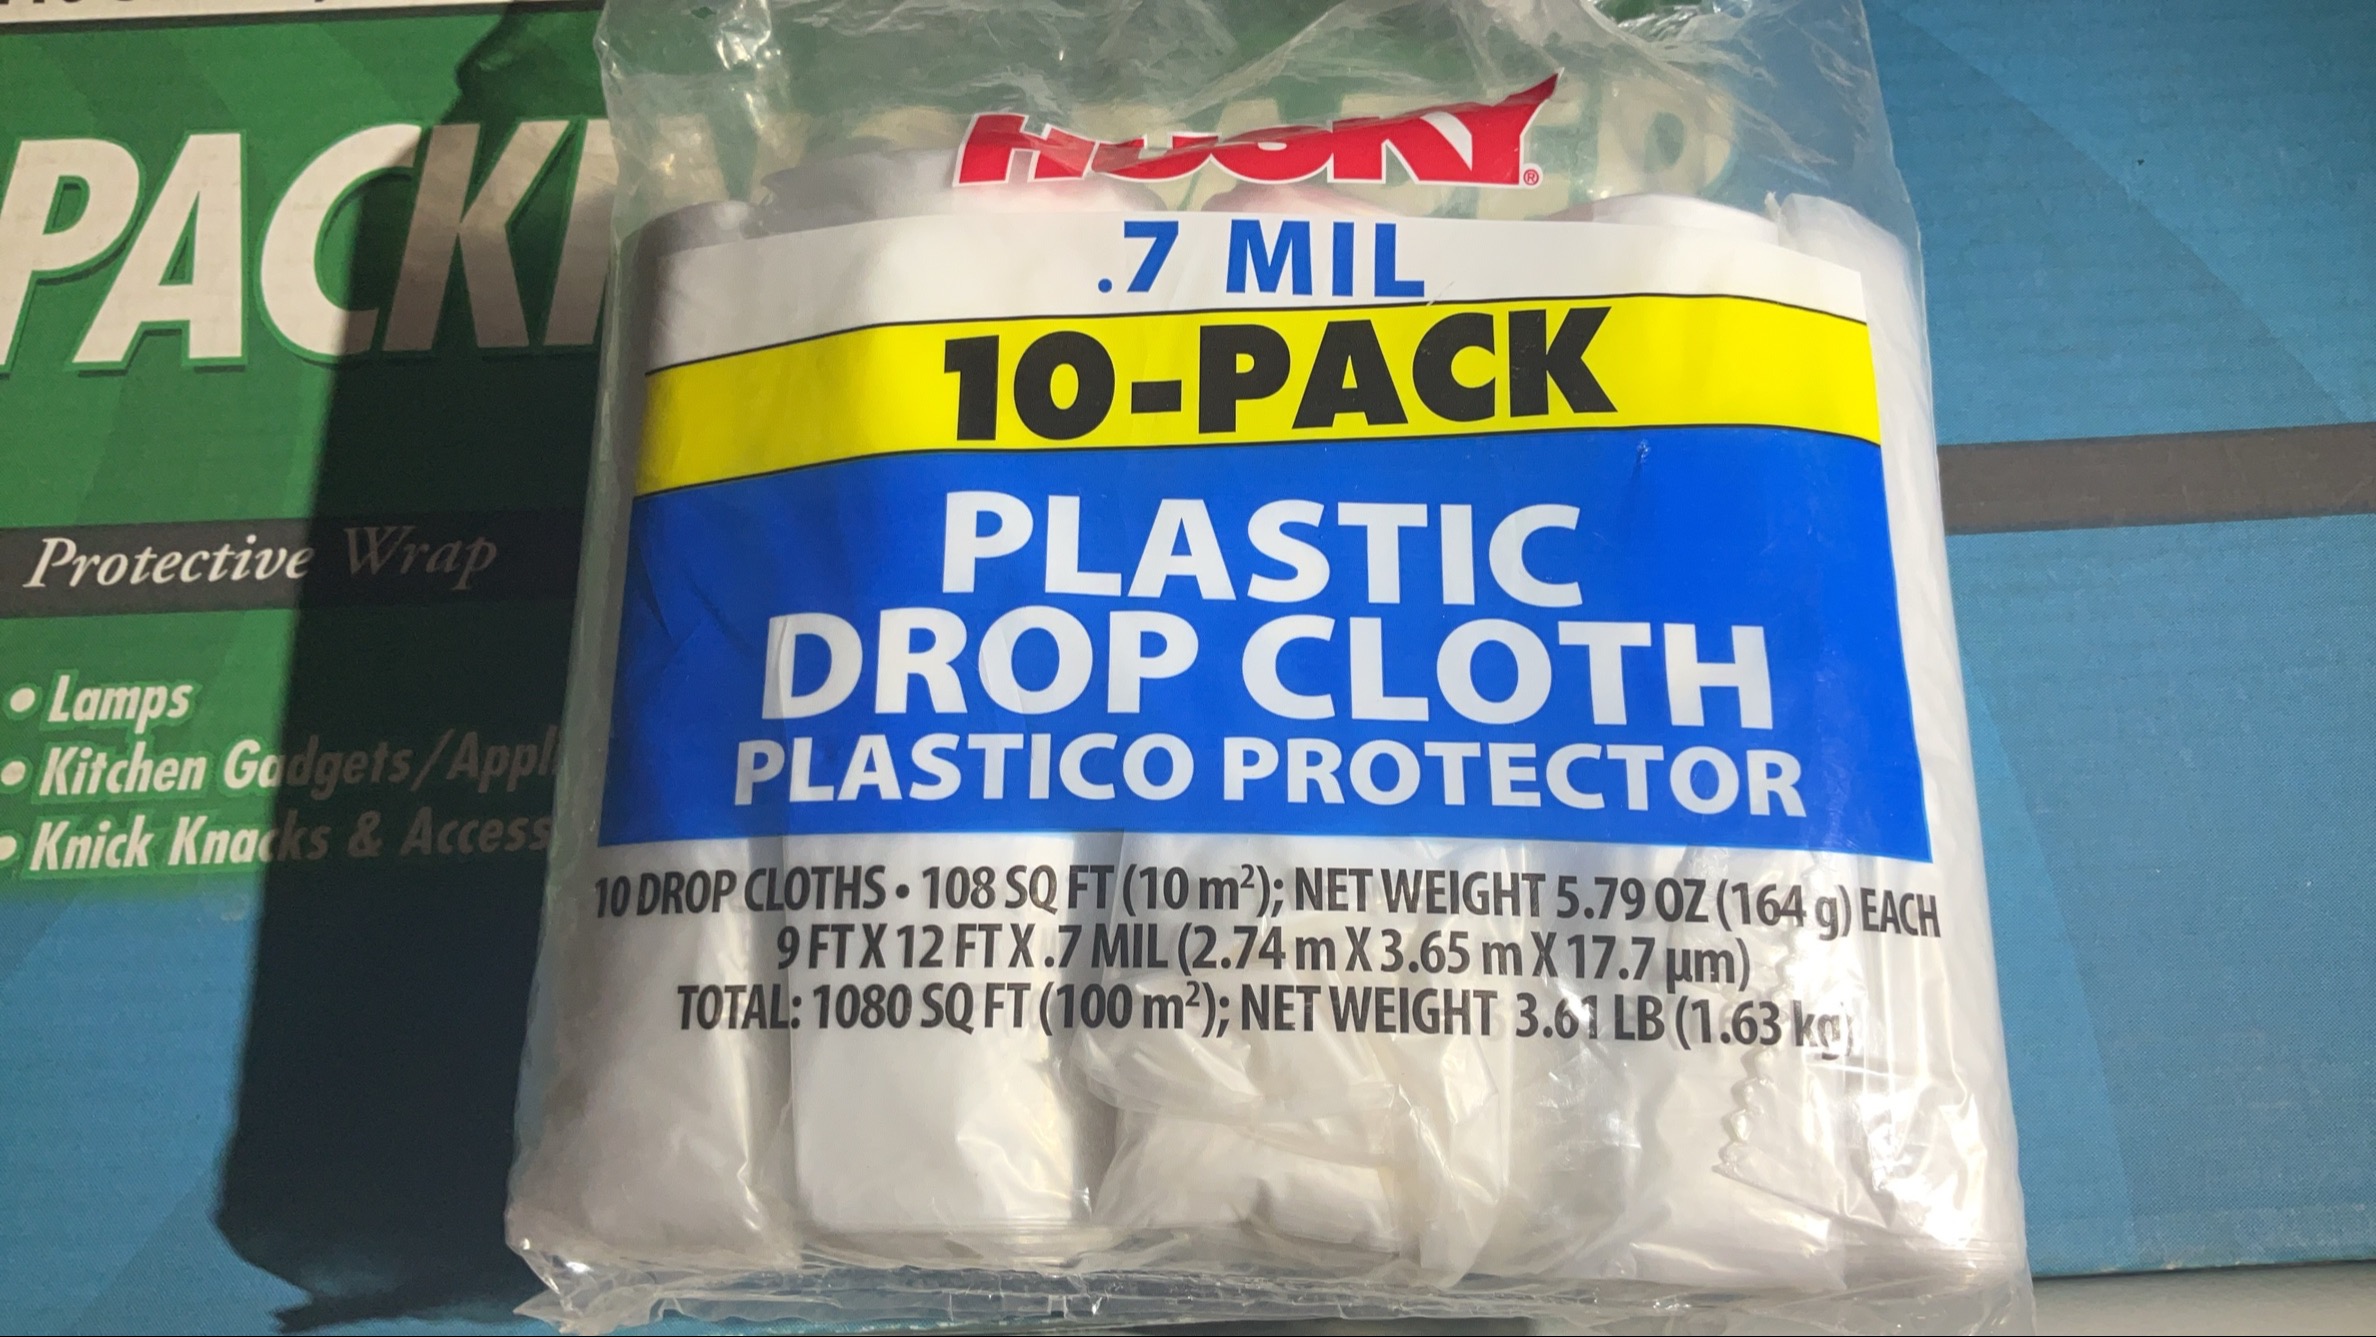 PACKI
Protective Wrap
• Lamps
• Kitchen Gadgets/Appl
• Knick Knacks & Access
HUSKY®
.7 MIL
10-PACK
PLASTIC
DROP CLOTH
PLASTICO PROTECTOR
10 DROP CLOTHS • 108 SQ FT (10 m²); NET WEIGHT 5.79 OZ (164 g) EACH
9 FT X 12 FT X .7 MIL (2.74 m X 3.65 m X 17.7 µm)
TOTAL: 1080 SQ FT (100 m²); NET WEIGHT 3.61 LB (1.63 kg)